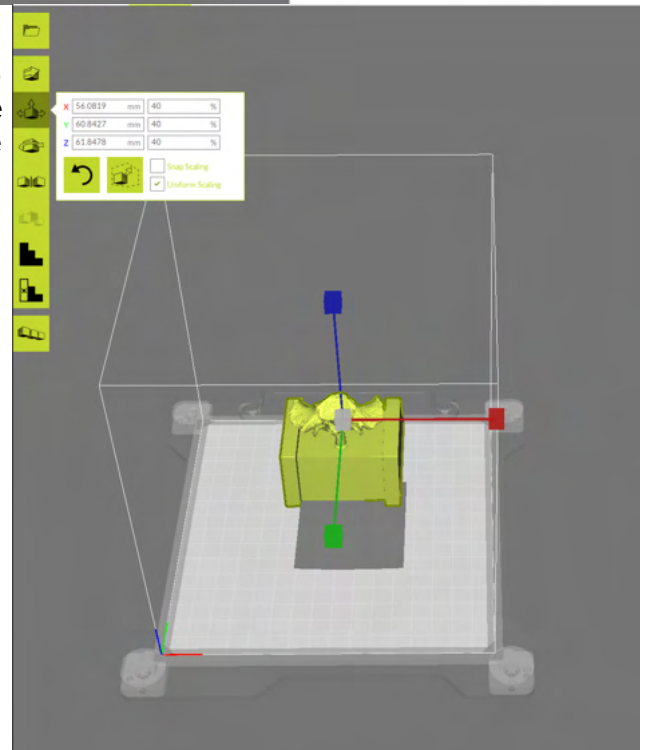 X 56.0819 mm 40 %
Y 60.8427 mm 40 %
Z 61.8478 mm 40 %
Snap Scaling
Uniform Scaling